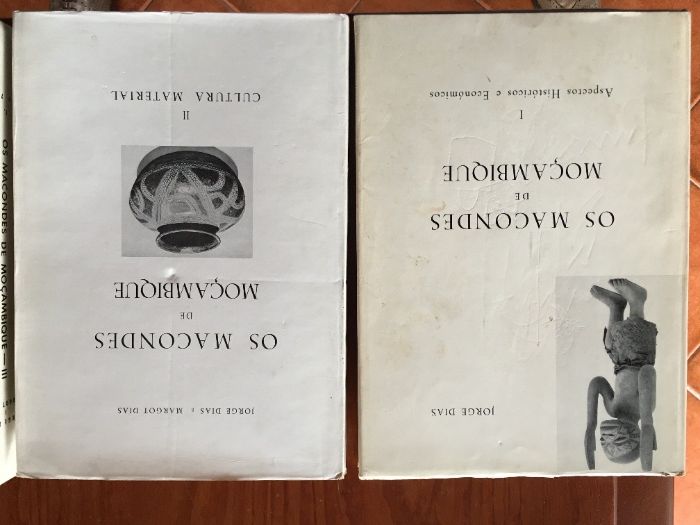 JORGE DIAS
OS MACONDES
DE
MOÇAMBIQUE
I
Aspectos Históricos e Económicos
JORGE DIAS E MARGOT DIAS
OS MACONDES
DE
MOÇAMBIQUE
II
CULTURA MATERIAL
OS MACONDES DE MOÇAMBIQUE — III